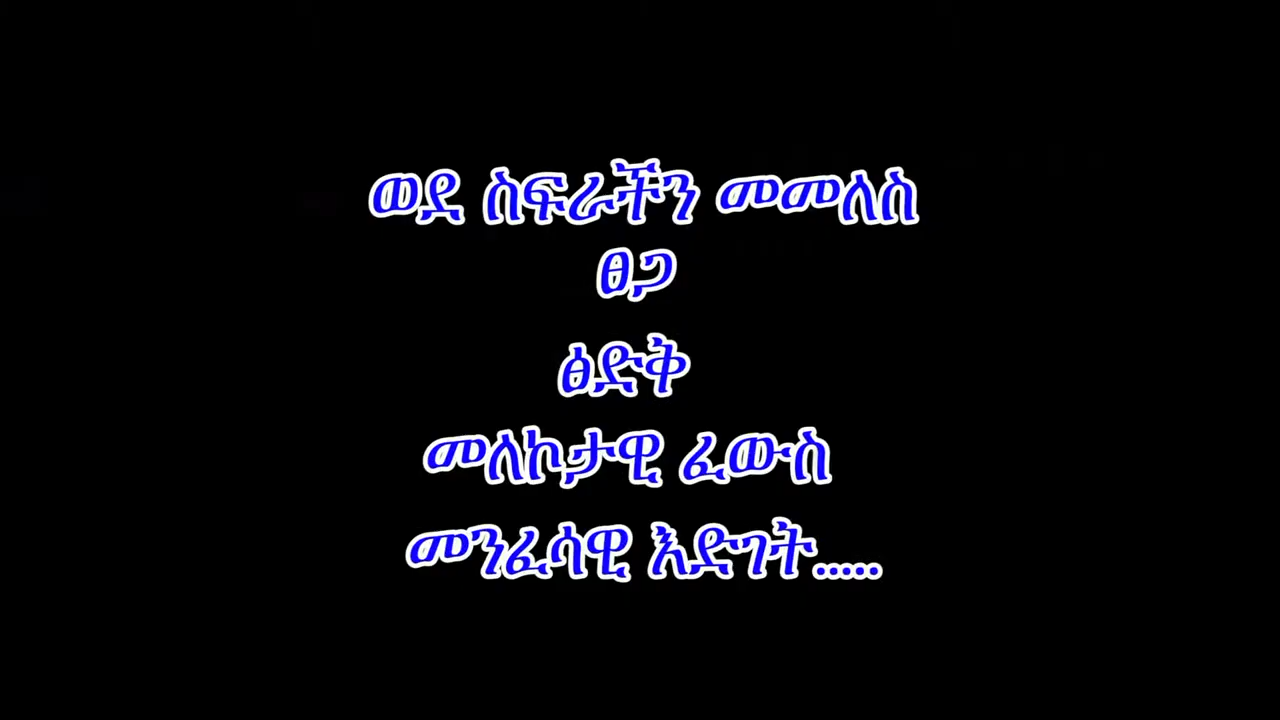 ወደ ስፍራችን መመለስ
ፀጋ
ፅድቅ
መለኮታዊ ፈውስ
መንፈሳዊ እድገት.....